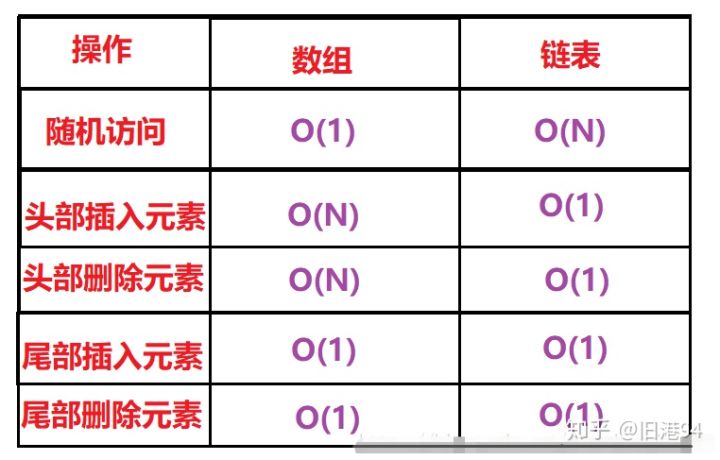 操作 数组 链表
随机访问 O(1) O(N)
头部插入元素 O(N) O(1)
头部删除元素 O(N) O(1)
尾部插入元素 O(1) O(1)
尾部删除元素 O(1) O(1)
知乎 @旧港94